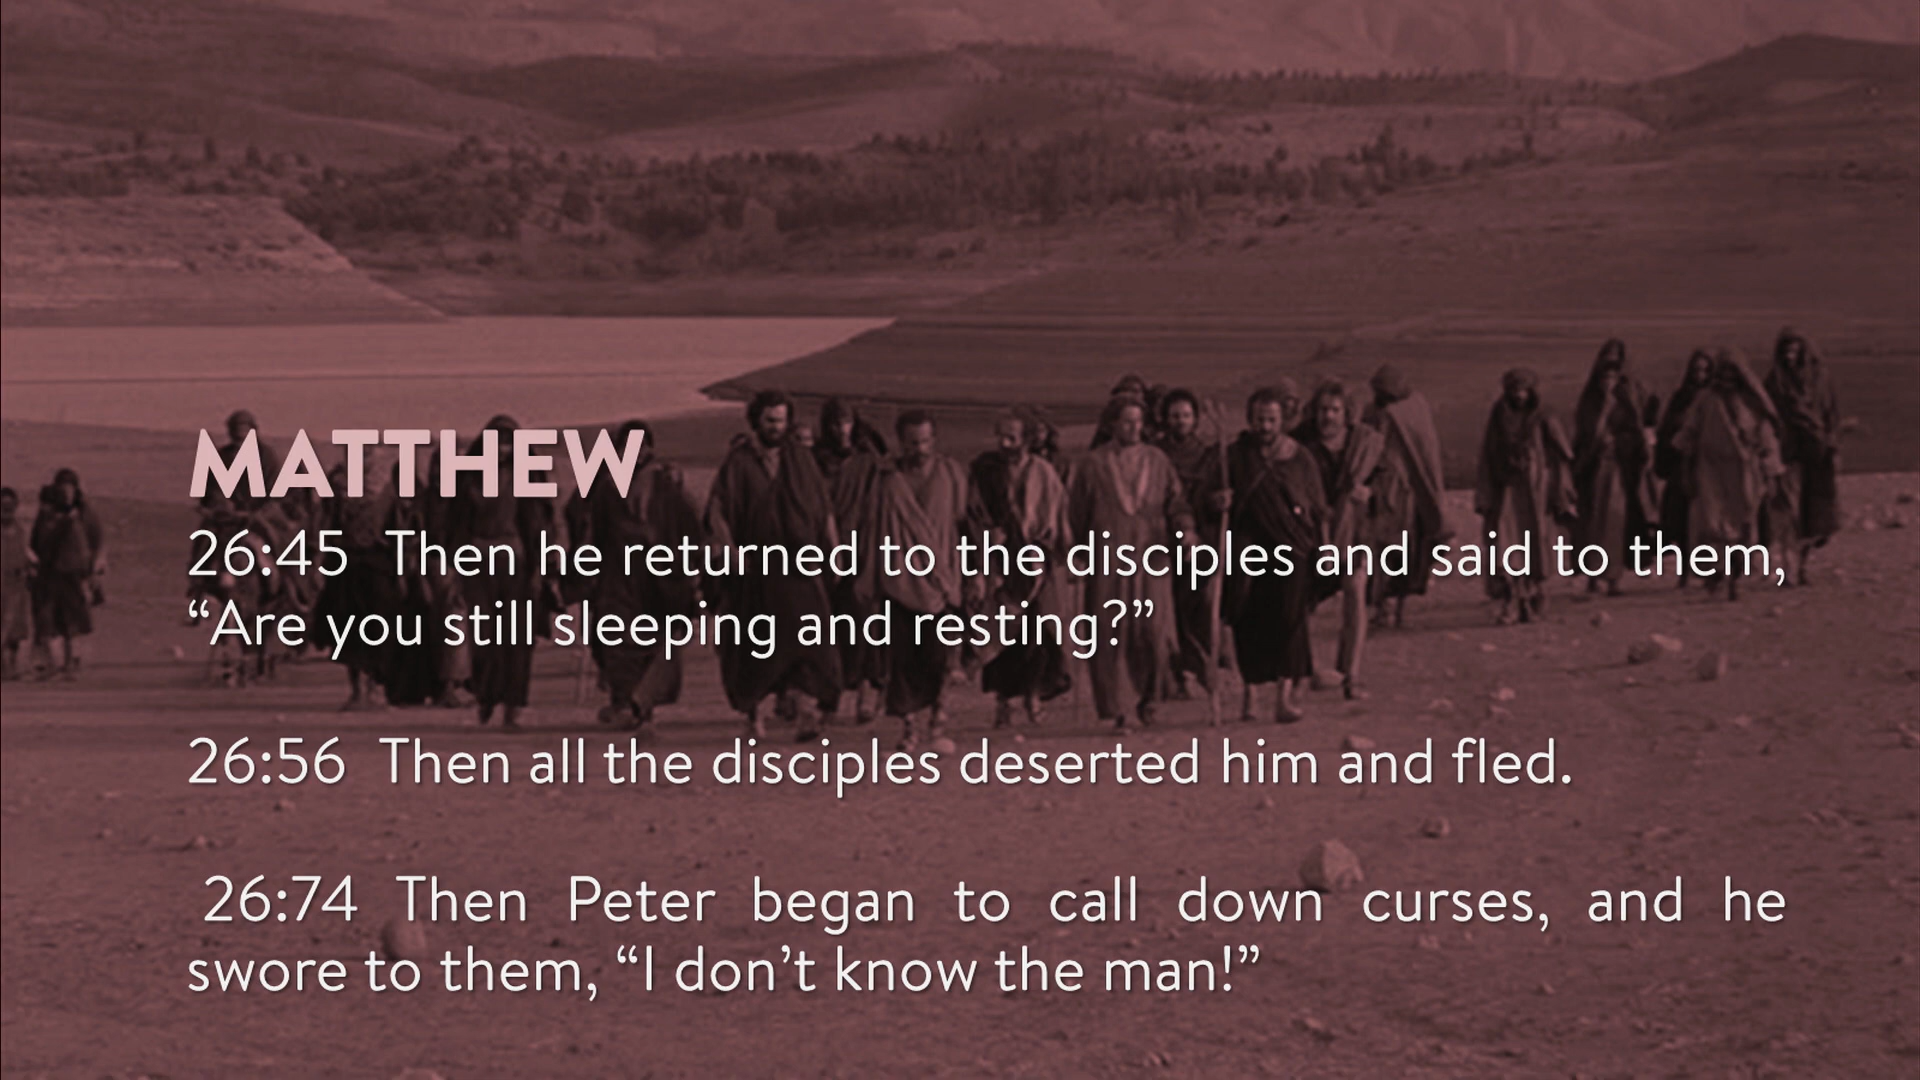 MATTHEW
26:45 Then he returned to the disciples and said to them,
“Are you still sleeping and resting?”
26:56 Then all the disciples deserted him and fled.
26:74 Then Peter began to call down curses, and he
swore to them, “I don’t know the man!”